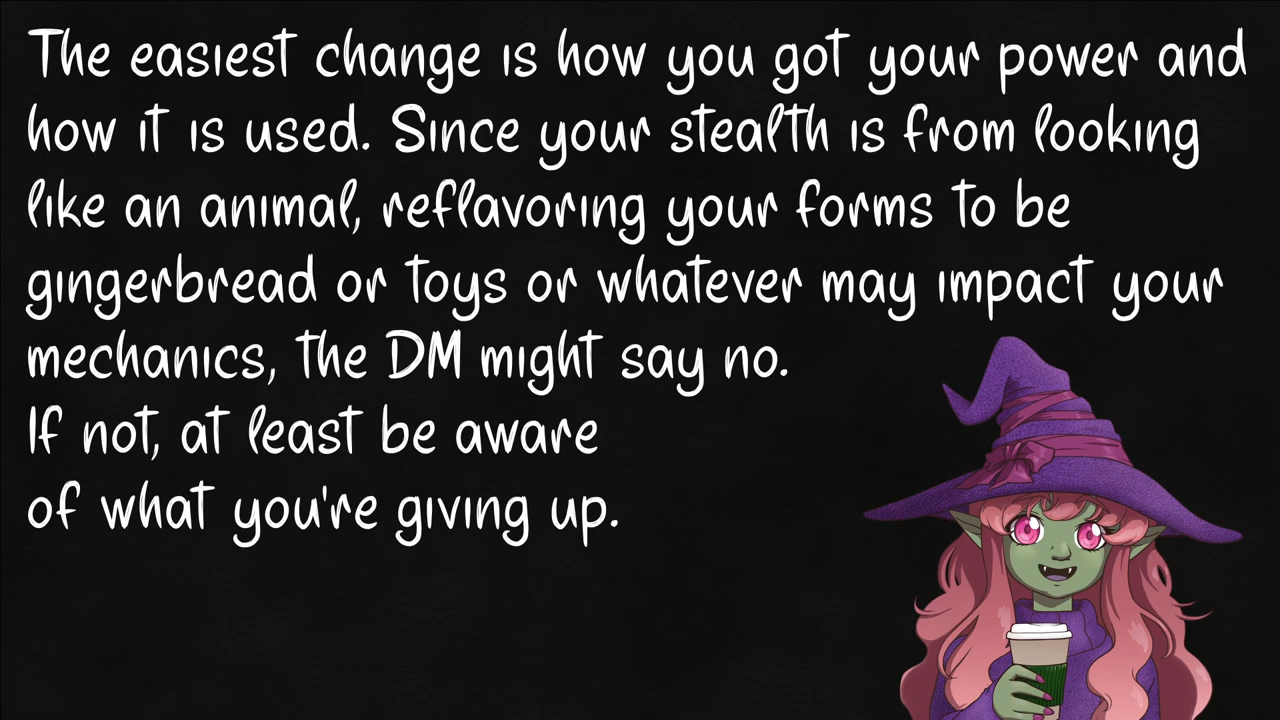 The easiest change is how you got your power and
how it is used. Since your stealth is from looking
like an animal, reflavoring your forms to be
gingerbread or toys or whatever may impact your
mechanics, the DM might say no.
If not, at least be aware
of what you're giving up.